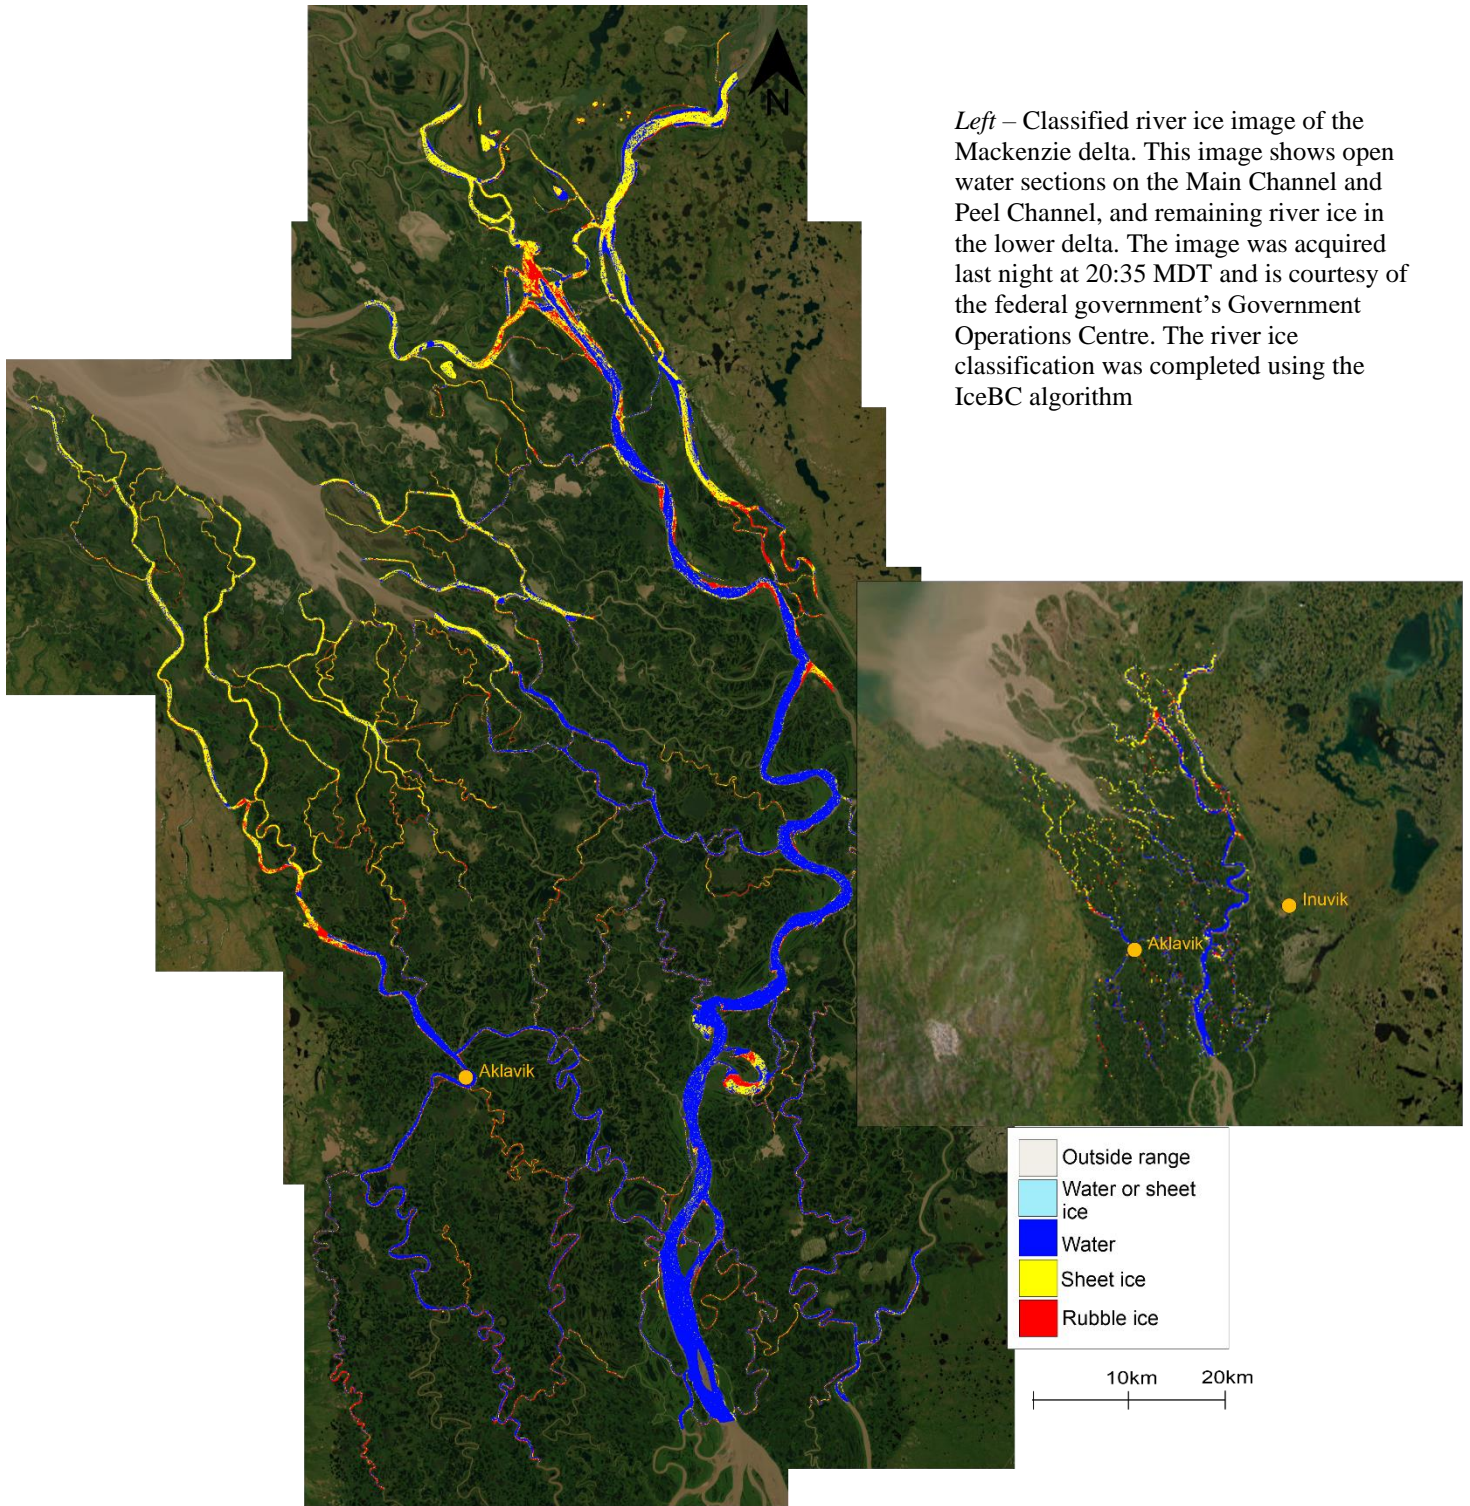 N
Left – Classified river ice image of the
Mackenzie delta. This image shows open
water sections on the Main Channel and
Peel Channel, and remaining river ice in
the lower delta. The image was acquired
last night at 20:35 MDT and is courtesy of
the federal government’s Government
Operations Centre. The river ice
classification was completed using the
IceBC algorithm
Aklavik
Inuvik
Aklavik
Outside range
Water or sheet
ice
Water
Sheet ice
Rubble ice
10km 20km